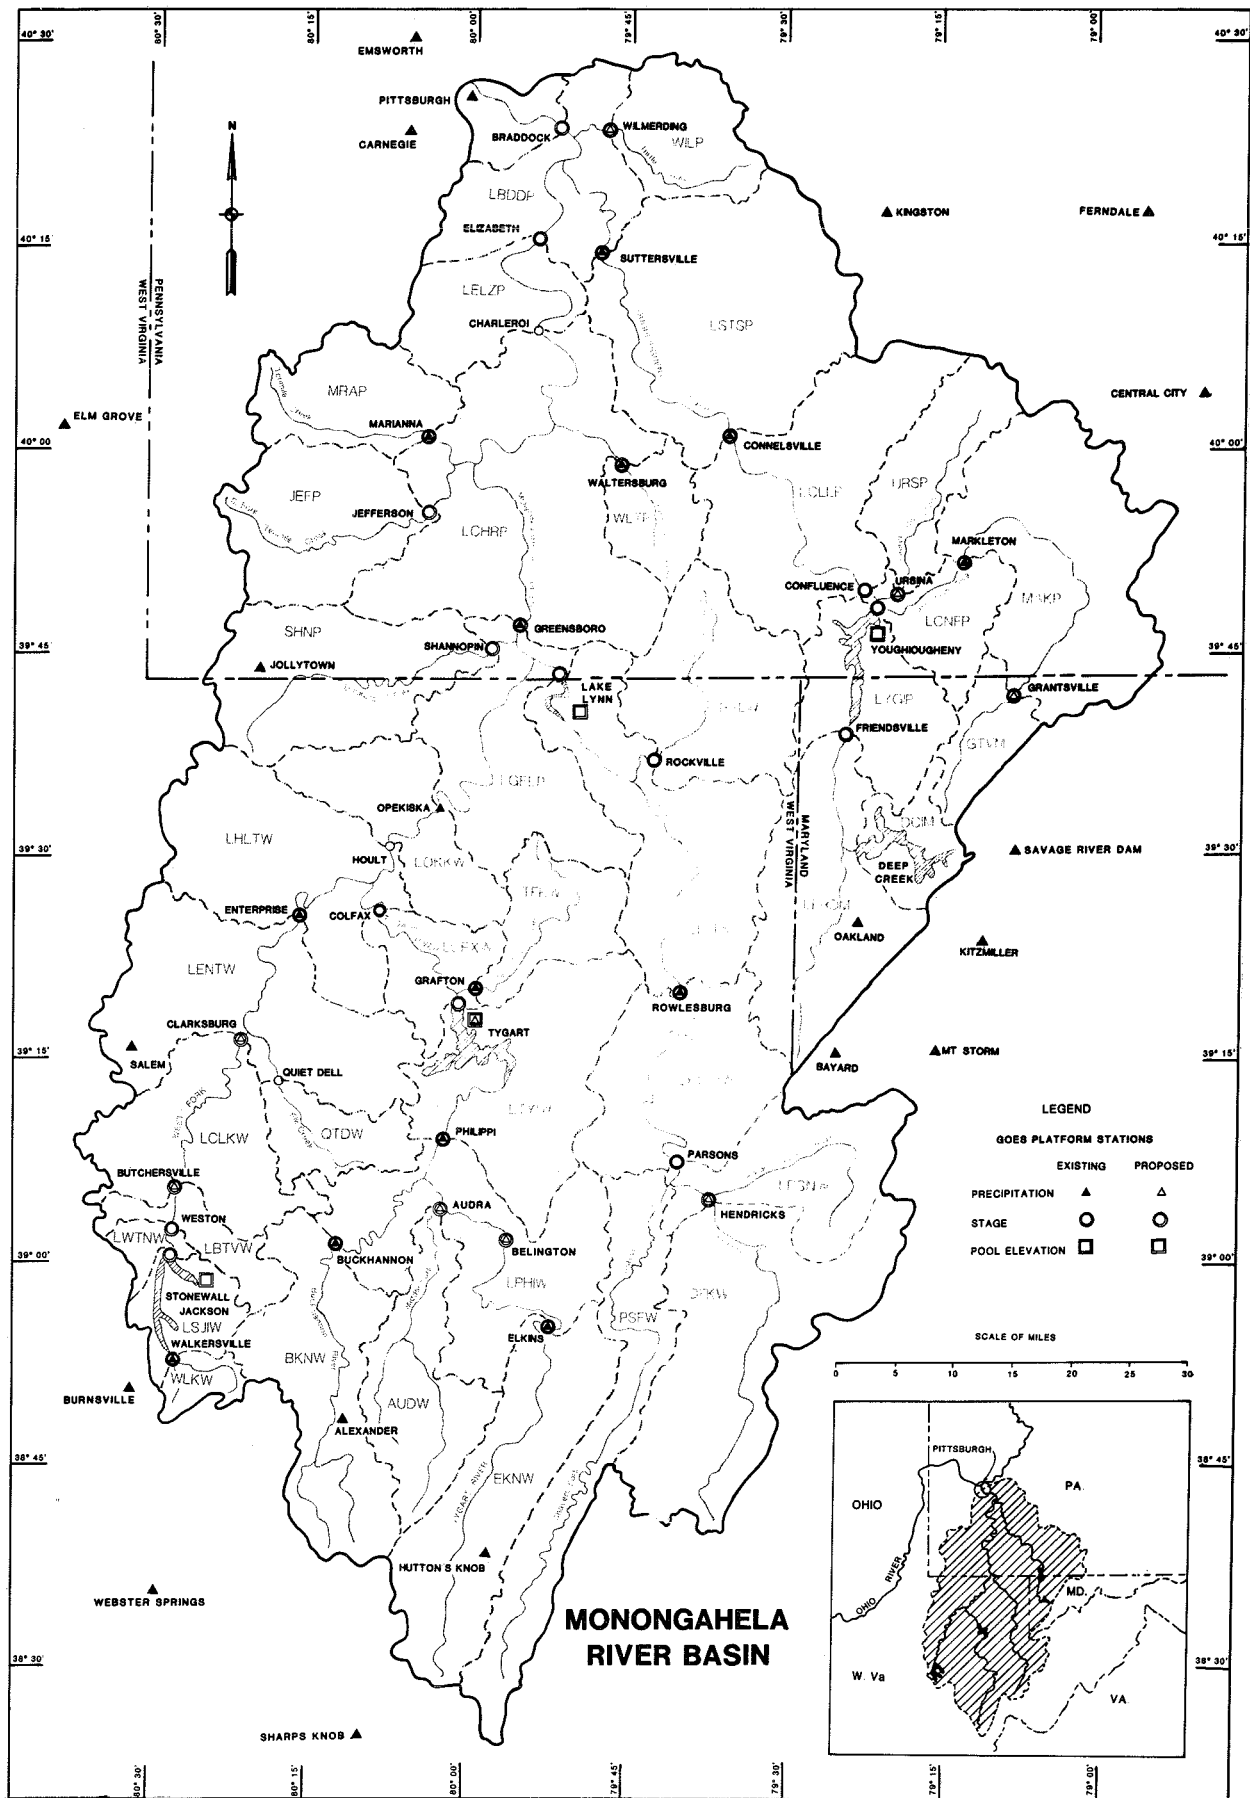 80° 30'
80° 15'
80° 00'
79° 45'
79° 30'
79° 15'
79° 00'
40° 30'
40° 30'
EMSWORTH
PITTSBURGH
CARNEGIE
BRADDOCK
WILMERDING
WILP
N
LBDDP
KINGSTON
FERNDALE
ELIZABETH
40° 15'
40° 15'
SUTTERSVILLE
PENNSYLVANIA
WEST VIRGINIA
LELZP
CHARLEROI
LSTSP
MRAP
CENTRAL CITY
ELM GROVE
MARIANNA
40° 00'
CONNELSVILLE
40° 00'
WALTERSBURG
JEFP
JEFFERSON
LCHRP
URSP
MARKLETON
CONFLUENCE
URSINA
LCNFP
SHNP
GREENSBORO
SHANNOPIN
YOUGHIOUGHENY
39° 45'
39° 45'
JOLLYTOWN
LAKE
LYNN
GRANTSVILLE
LYGIP
FRIENDSVILLE
GTVM
ROCKVILLE
OPEKISKA
MARYLAND
WEST VIRGINIA
LHLTW
HOULT
39° 30'
DEEP
CREEK
SAVAGE RIVER DAM
39° 30'
ENTERPRISE
COLFAX
OAKLAND
KITZMILLER
LENTW
GRAFTON
ROWLESBURG
CLARKSBURG
TYGART
SALEM
39° 15'
BAYARD
MT STORM
39° 15'
QUIET DELL
WEST FORK
LCLKW
QTDW
PHILIPPI
LEGEND
GOES PLATFORM STATIONS
EXISTING PROPOSED
PRECIPITATION
STAGE
POOL ELEVATION
PARSONS
BUTCHERSVILLE
HENDRICKS
AUDRA
WESTON
LWTNW
LBTVW
BUCKHANNON
BELINGTON
39° 00'
39° 00'
LPHIW
STONEWALL
JACKSON
LSJIW
PSFW
ELKINS
WALKERSVILLE
BKNW
WLKW
SCALE OF MILES
0 5 10 15 20 25 30
BURNSVILLE
AUDW
ALEXANDER
38° 45'
EKNW
38° 45'
PITTSBURGH
OHIO
PA.
HUTTON'S KNOB
WEBSTER SPRINGS
OHIO
RIVER
MD.
MONONGAHELA
RIVER BASIN
38° 30'
W. Va
38° 30'
VA.
SHARPS KNOB
80° 30'
80° 15'
80° 00'
79° 45'
79° 30'
79° 15'
79° 00'